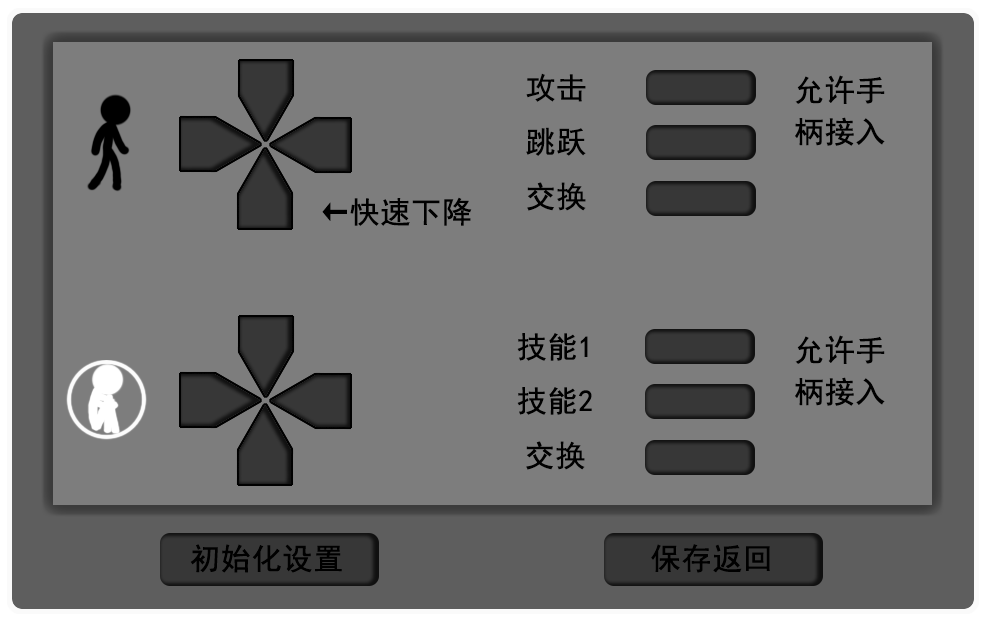 攻击
允许手
柄接入
跳跃
交换
←快速下降
技能1
允许手
柄接入
技能2
交换
初始化设置
保存返回